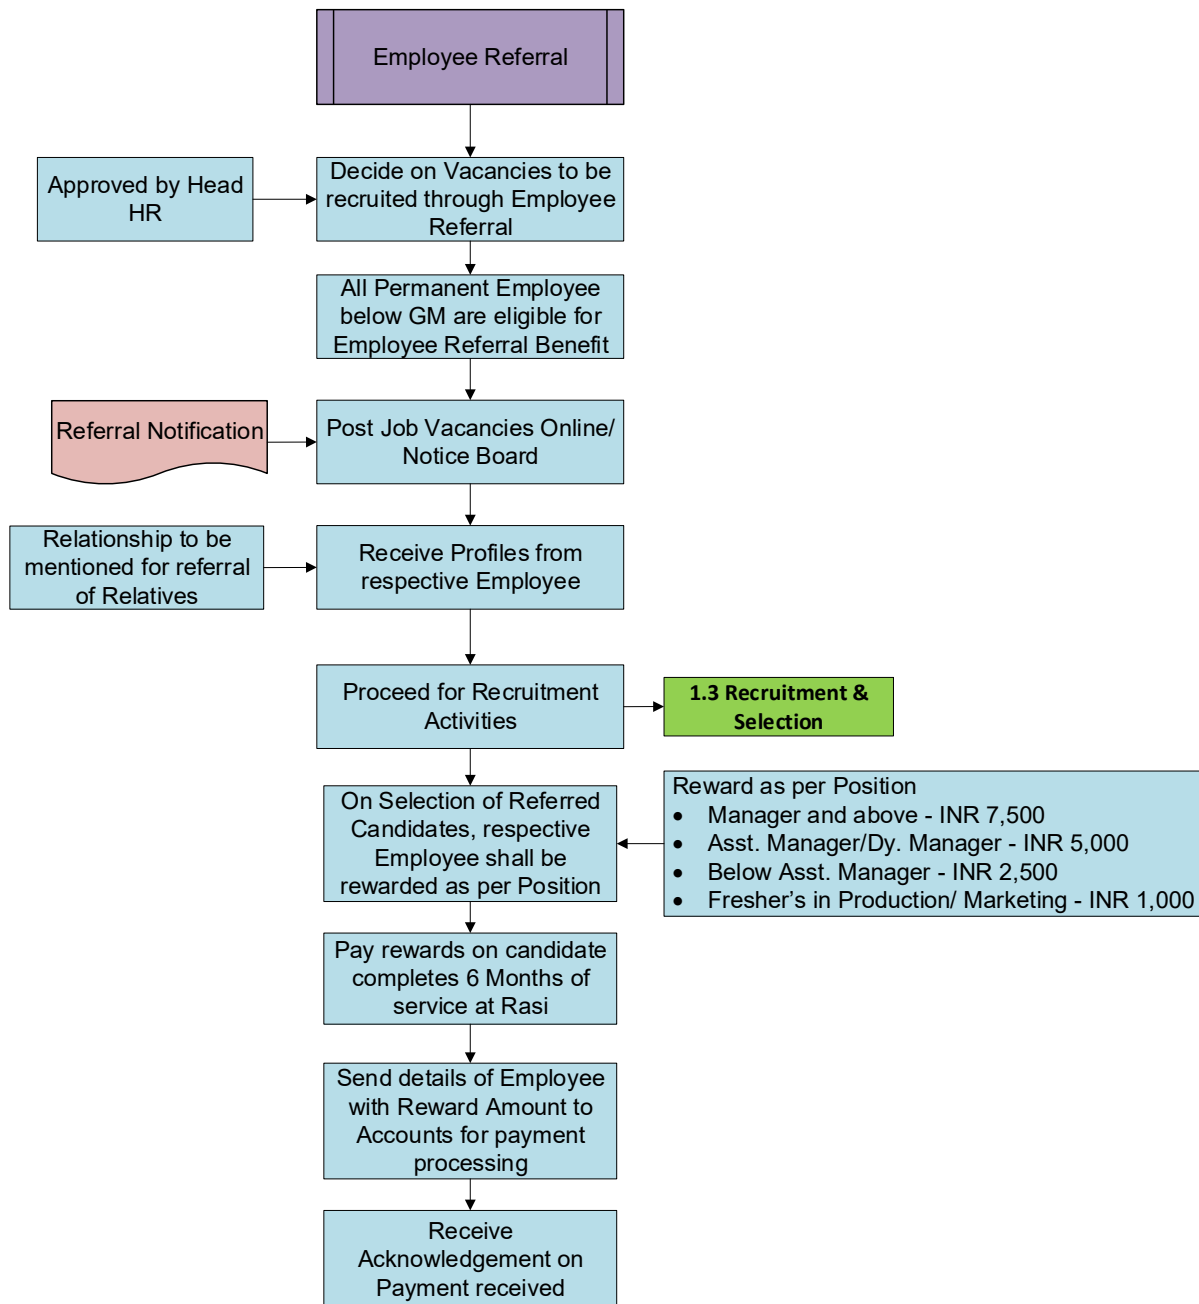 Employee Referral
Approved by Head
HR
Decide on Vacancies to be
recruited through Employee
Referral
All Permanent Employee
below GM are eligible for
Employee Referral Benefit
Referral Notification
Post Job Vacancies Online/
Notice Board
Relationship to be
mentioned for referral
of Relatives
Receive Profiles from
respective Employee
Proceed for Recruitment
Activities
1.3 Recruitment &
Selection
On Selection of Referred
Candidates, respective
Employee shall be
rewarded as per Position
Reward as per Position
• Manager and above - INR 7,500
• Asst. Manager/Dy. Manager - INR 5,000
• Below Asst. Manager - INR 2,500
• Fresher’s in Production/ Marketing - INR 1,000
Pay rewards on candidate
completes 6 Months of
service at Rasi
Send details of Employee
with Reward Amount to
Accounts for payment
processing
Receive
Acknowledgement on
Payment received